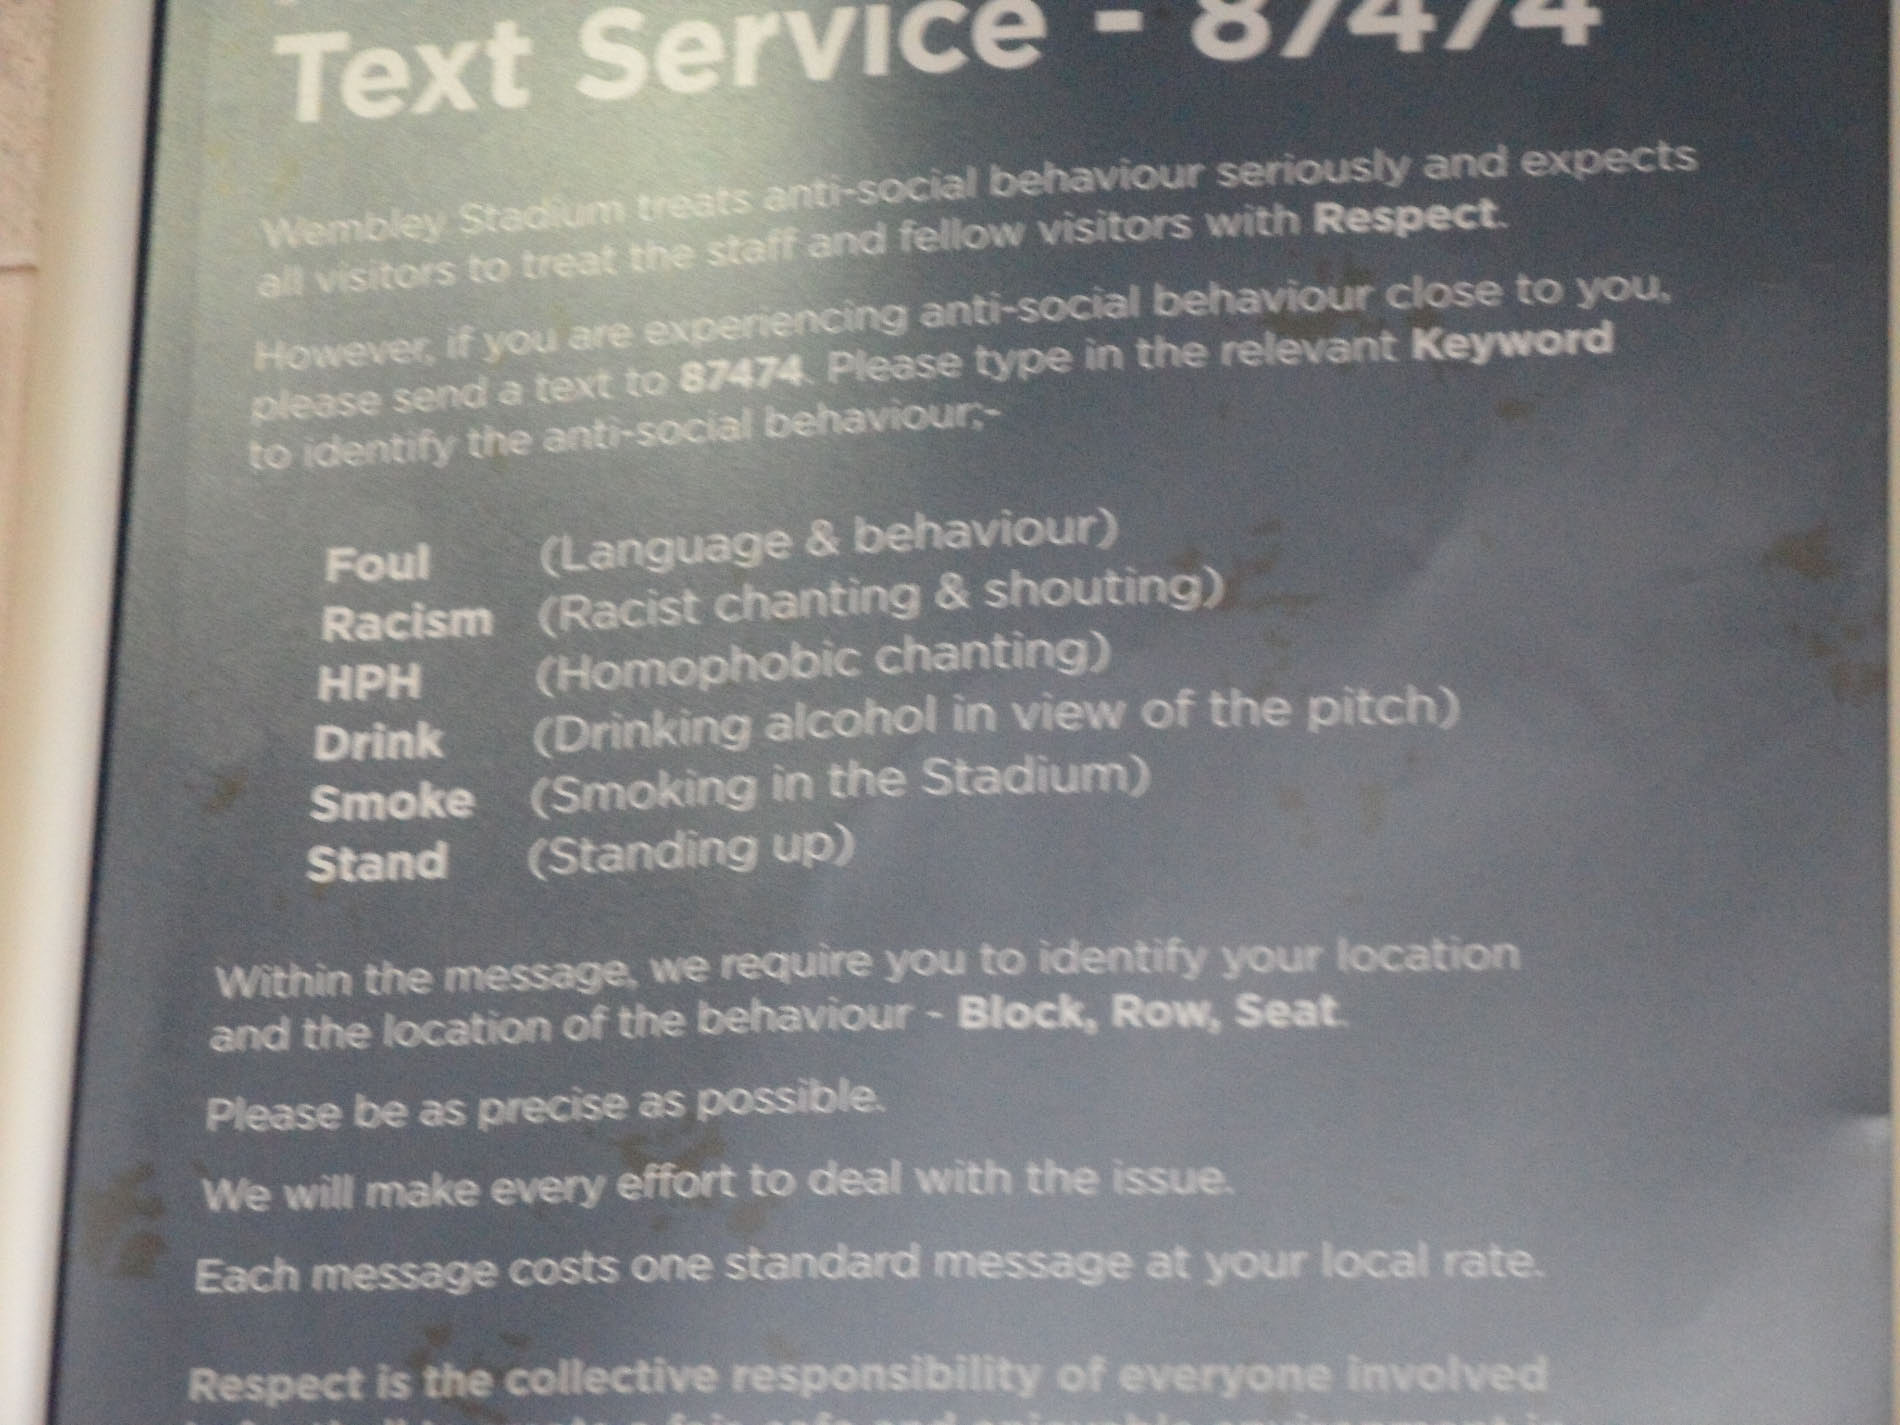 Text Service - 87474
Wembley Stadium treats anti-social behaviour seriously and expects
all visitors to treat the staff and fellow visitors with Respect.
However, if you are experiencing anti-social behaviour close to you,
please send a text to 87474. Please type in the relevant Keyword
to identify the anti-social behaviour;-
Foul (Language & behaviour)
Racism (Racist chanting & shouting)
HPH (Homophobic chanting)
Drink (Drinking alcohol in view of the pitch)
Smoke (Smoking in the Stadium)
Stand (Standing up)
Within the message, we require you to identify your location
and the location of the behaviour - Block, Row, Seat.
Please be as precise as possible.
We will make every effort to deal with the issue.
Each message costs one standard message at your local rate.
Respect is the collective responsibility of everyone involved